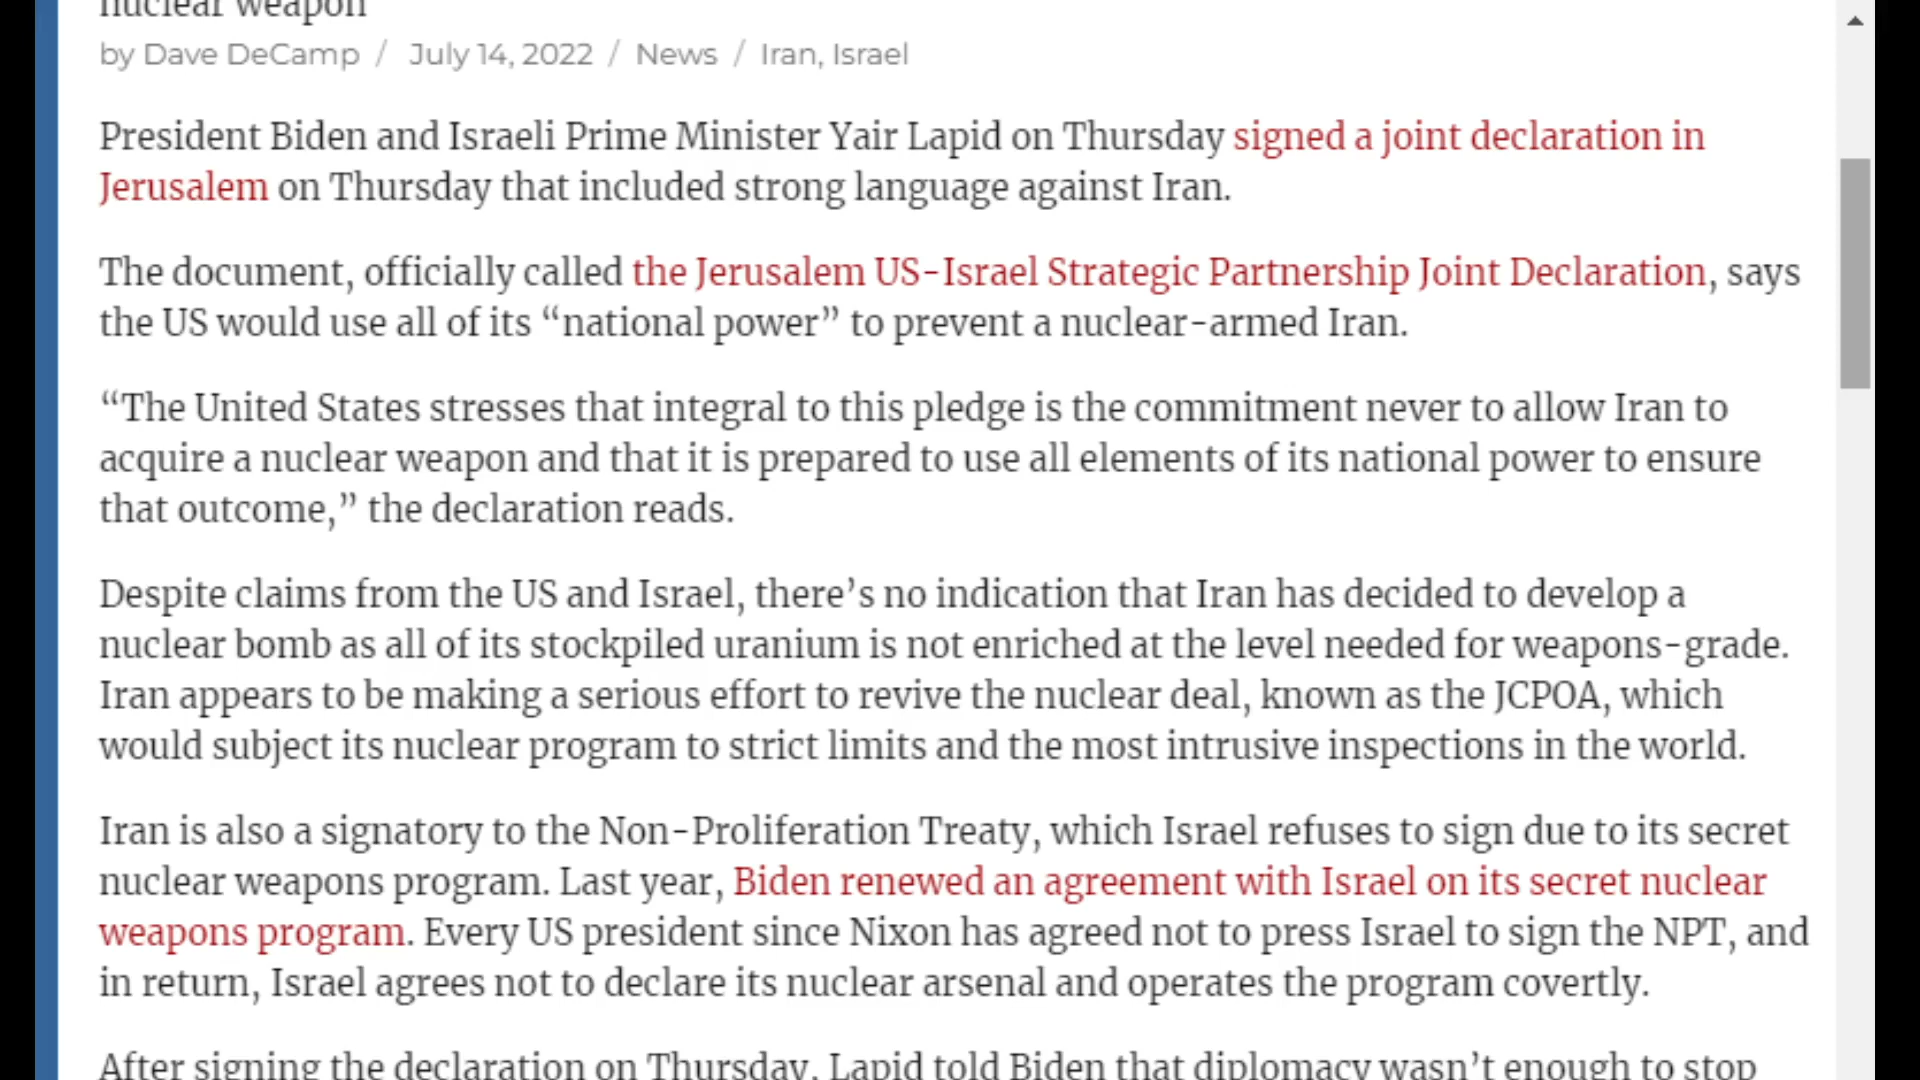 nuclear weapon
by Dave DeCamp / July 14, 2022 / News / Iran, Israel
President Biden and Israeli Prime Minister Yair Lapid on Thursday signed a joint declaration in
Jerusalem on Thursday that included strong language against Iran.
The document, officially called the Jerusalem US-Israel Strategic Partnership Joint Declaration, says
the US would use all of its “national power” to prevent a nuclear-armed Iran.
“The United States stresses that integral to this pledge is the commitment never to allow Iran to
acquire a nuclear weapon and that it is prepared to use all elements of its national power to ensure
that outcome,” the declaration reads.
Despite claims from the US and Israel, there’s no indication that Iran has decided to develop a
nuclear bomb as all of its stockpiled uranium is not enriched at the level needed for weapons-grade.
Iran appears to be making a serious effort to revive the nuclear deal, known as the JCPOA, which
would subject its nuclear program to strict limits and the most intrusive inspections in the world.
Iran is also a signatory to the Non-Proliferation Treaty, which Israel refuses to sign due to its secret
nuclear weapons program. Last year, Biden renewed an agreement with Israel on its secret nuclear
weapons program. Every US president since Nixon has agreed not to press Israel to sign the NPT, and
in return, Israel agrees not to declare its nuclear arsenal and operates the program covertly.
After signing the declaration on Thursday, Lapid told Biden that diplomacy wasn’t enough to stop